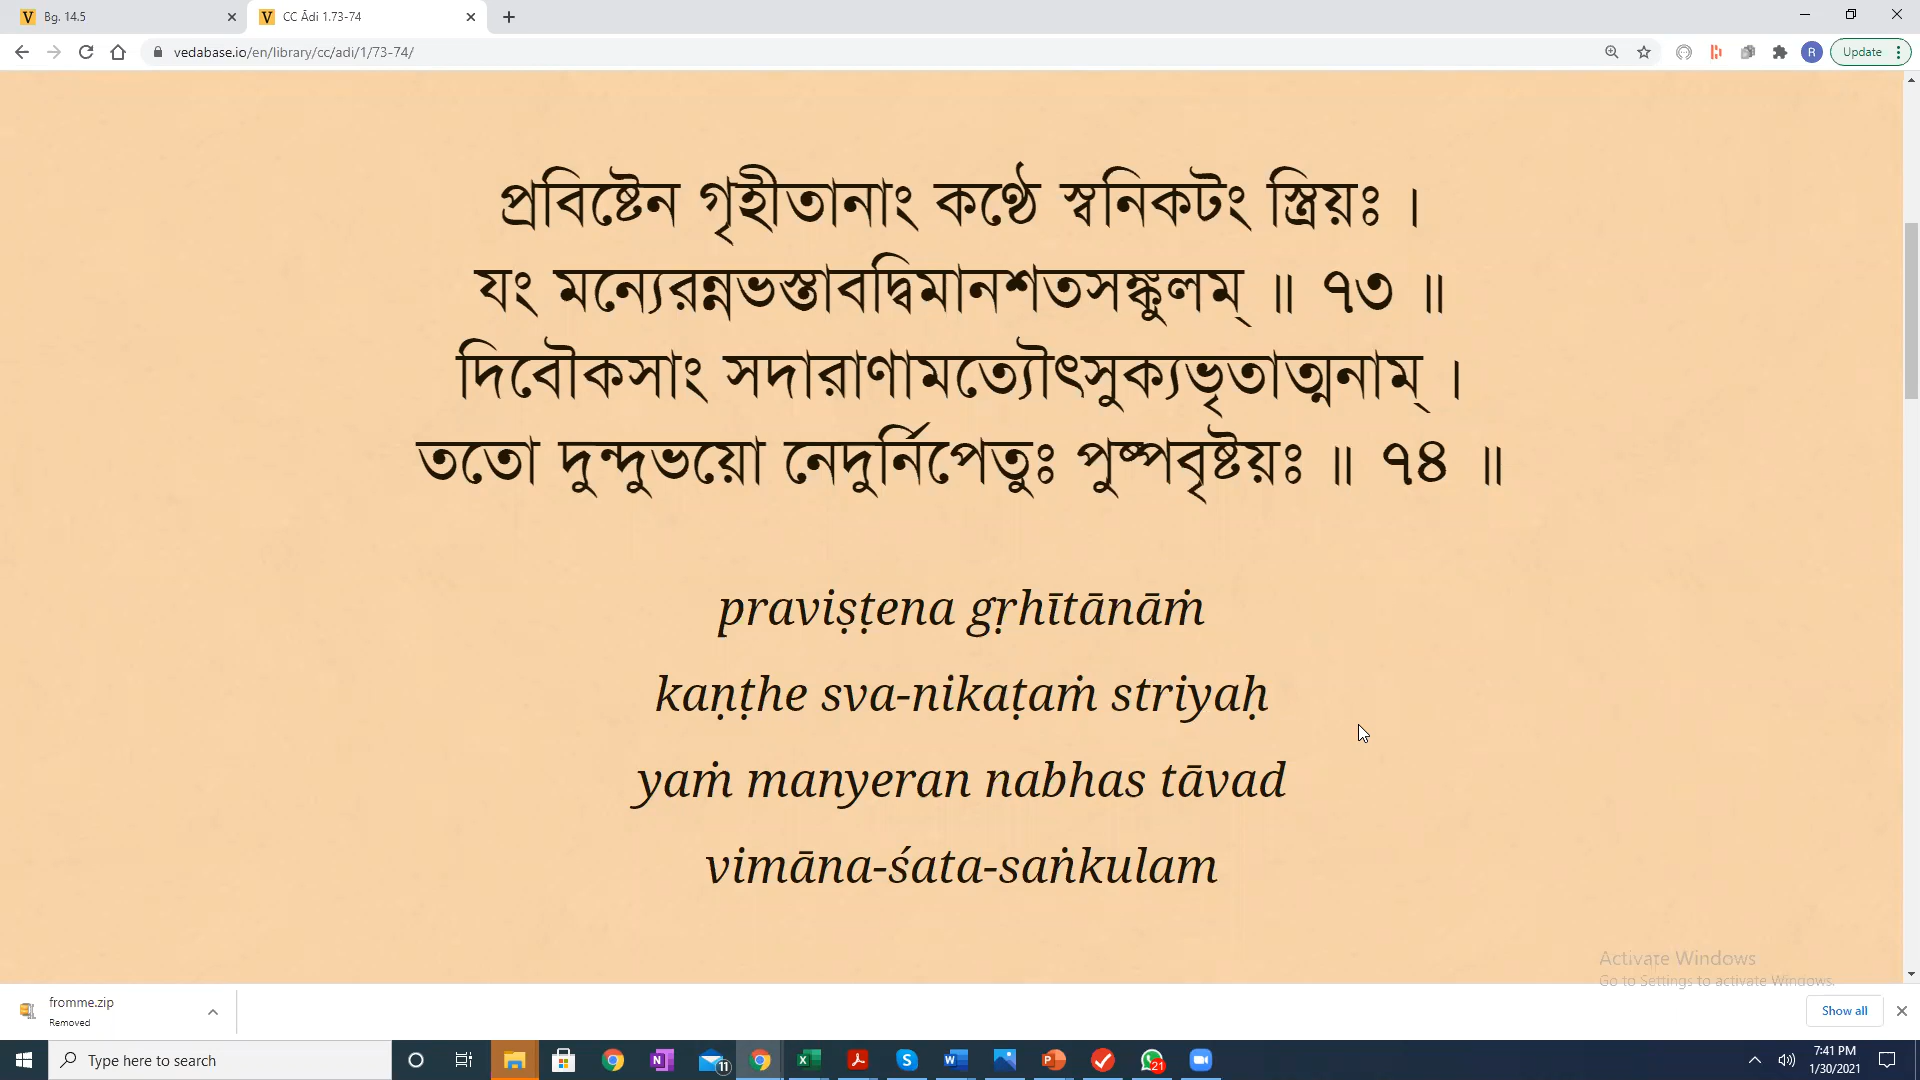 Bg. 14.5
CC Ādi 1.73-74
vedabase.io/en/library/cc/adi/1/73-74/
R
Update
প্রবিষ্টেন গৃহীতানাং কণ্ঠে স্বনিকটং স্ত্রিয়ঃ ।
যং মন্যেরন্নভস্তাবদ্বিমানশতসঙ্কুলম্ ॥ ৭৩ ॥
দিবৌকসাং সদারাণামত্যৌৎসুক্যভৃতাত্মনাম্ ।
ততো দুন্দুভয়ো নেদুর্নিপেতুঃ পুষ্পবৃষ্টয়ঃ ॥ ৭৪ ॥
praviṣṭena gṛhītānāṁ
kaṇṭhe sva-nikaṭaṁ striyaḥ
yaṁ manyeran nabhas tāvad
vimāna-śata-saṅkulam
Activate Windows
Go to Settings to activate Windows.
fromme.zip
Removed
Show all
Type here to search
11
21
7:41 PM
1/30/2021